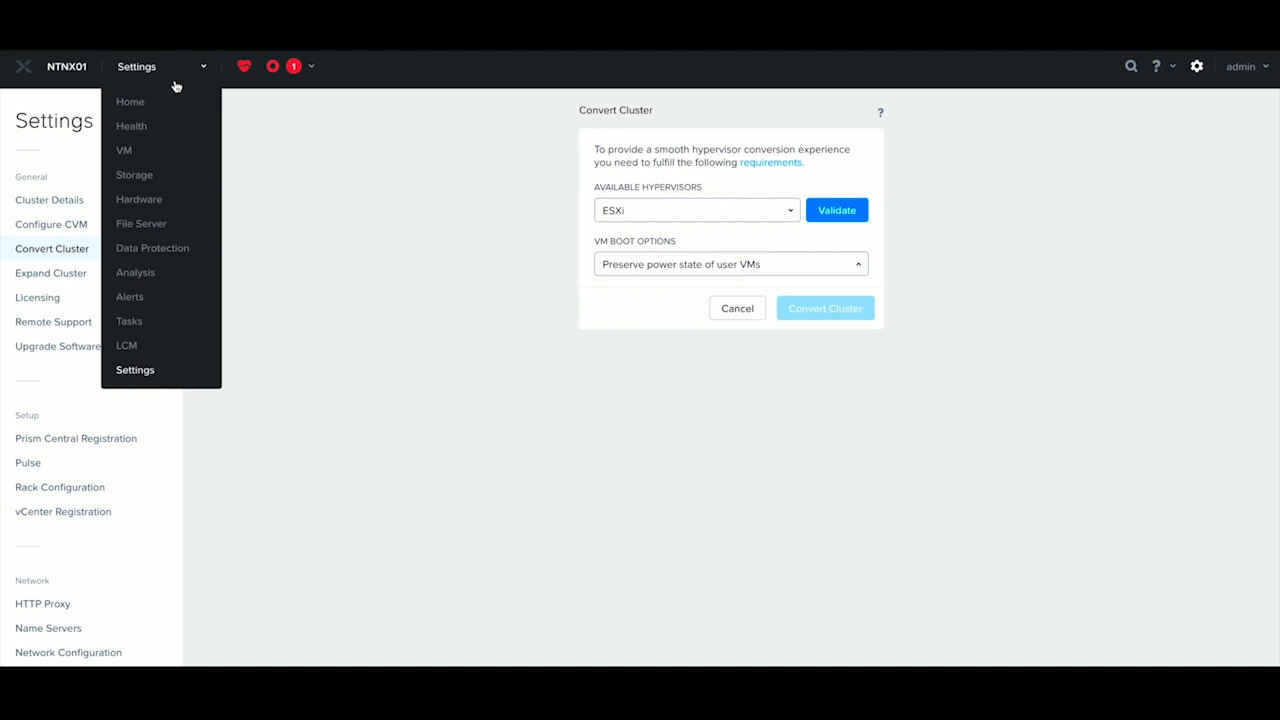 NTNX01
Settings
1
?
admin
Home
Health
VM
Storage
Hardware
File Server
Data Protection
Analysis
Alerts
Tasks
LCM
Settings
Settings
General
Cluster Details
Configure CVM
Convert Cluster
Expand Cluster
Licensing
Remote Support
Upgrade Software
Setup
Prism Central Registration
Pulse
Rack Configuration
vCenter Registration
Network
HTTP Proxy
Name Servers
Network Configuration
Convert Cluster
?
To provide a smooth hypervisor conversion experience
you need to fulfill the following requirements.
AVAILABLE HYPERVISORS
ESXi
Validate
VM BOOT OPTIONS
Preserve power state of user VMs
Cancel
Convert Cluster